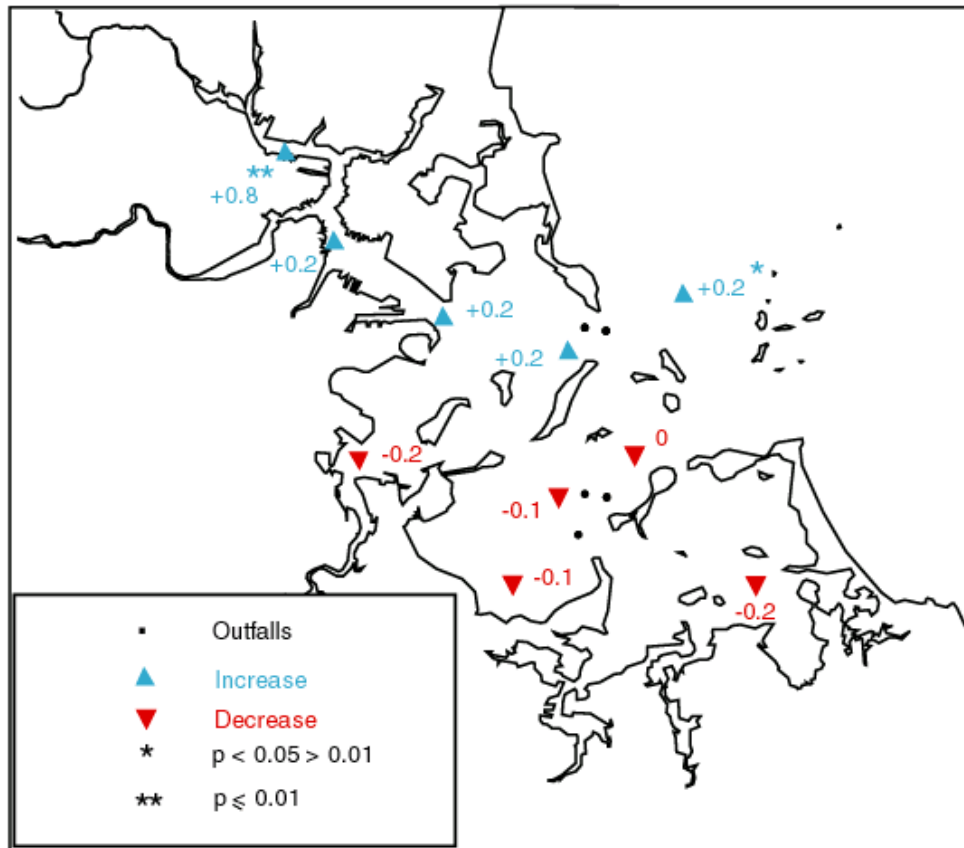 **
+0.8
+0.2
*
+0.2
+0.2
+0.2
0
-0.2
-0.1
-0.1
-0.2
Outfalls
Increase
Decrease
* p < 0.05 > 0.01
** p ⩽ 0.01